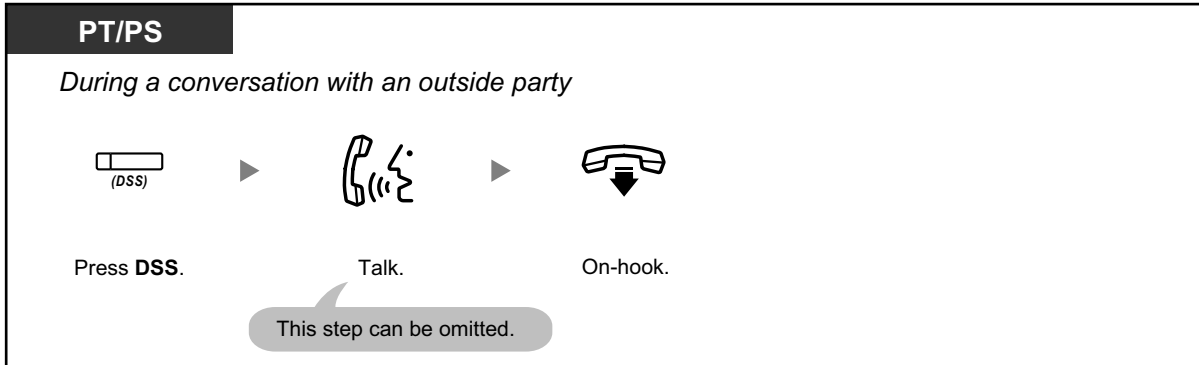 PT/PS
During a conversation with an outside party
(DSS)
Press DSS.
Talk.
On-hook.
This step can be omitted.